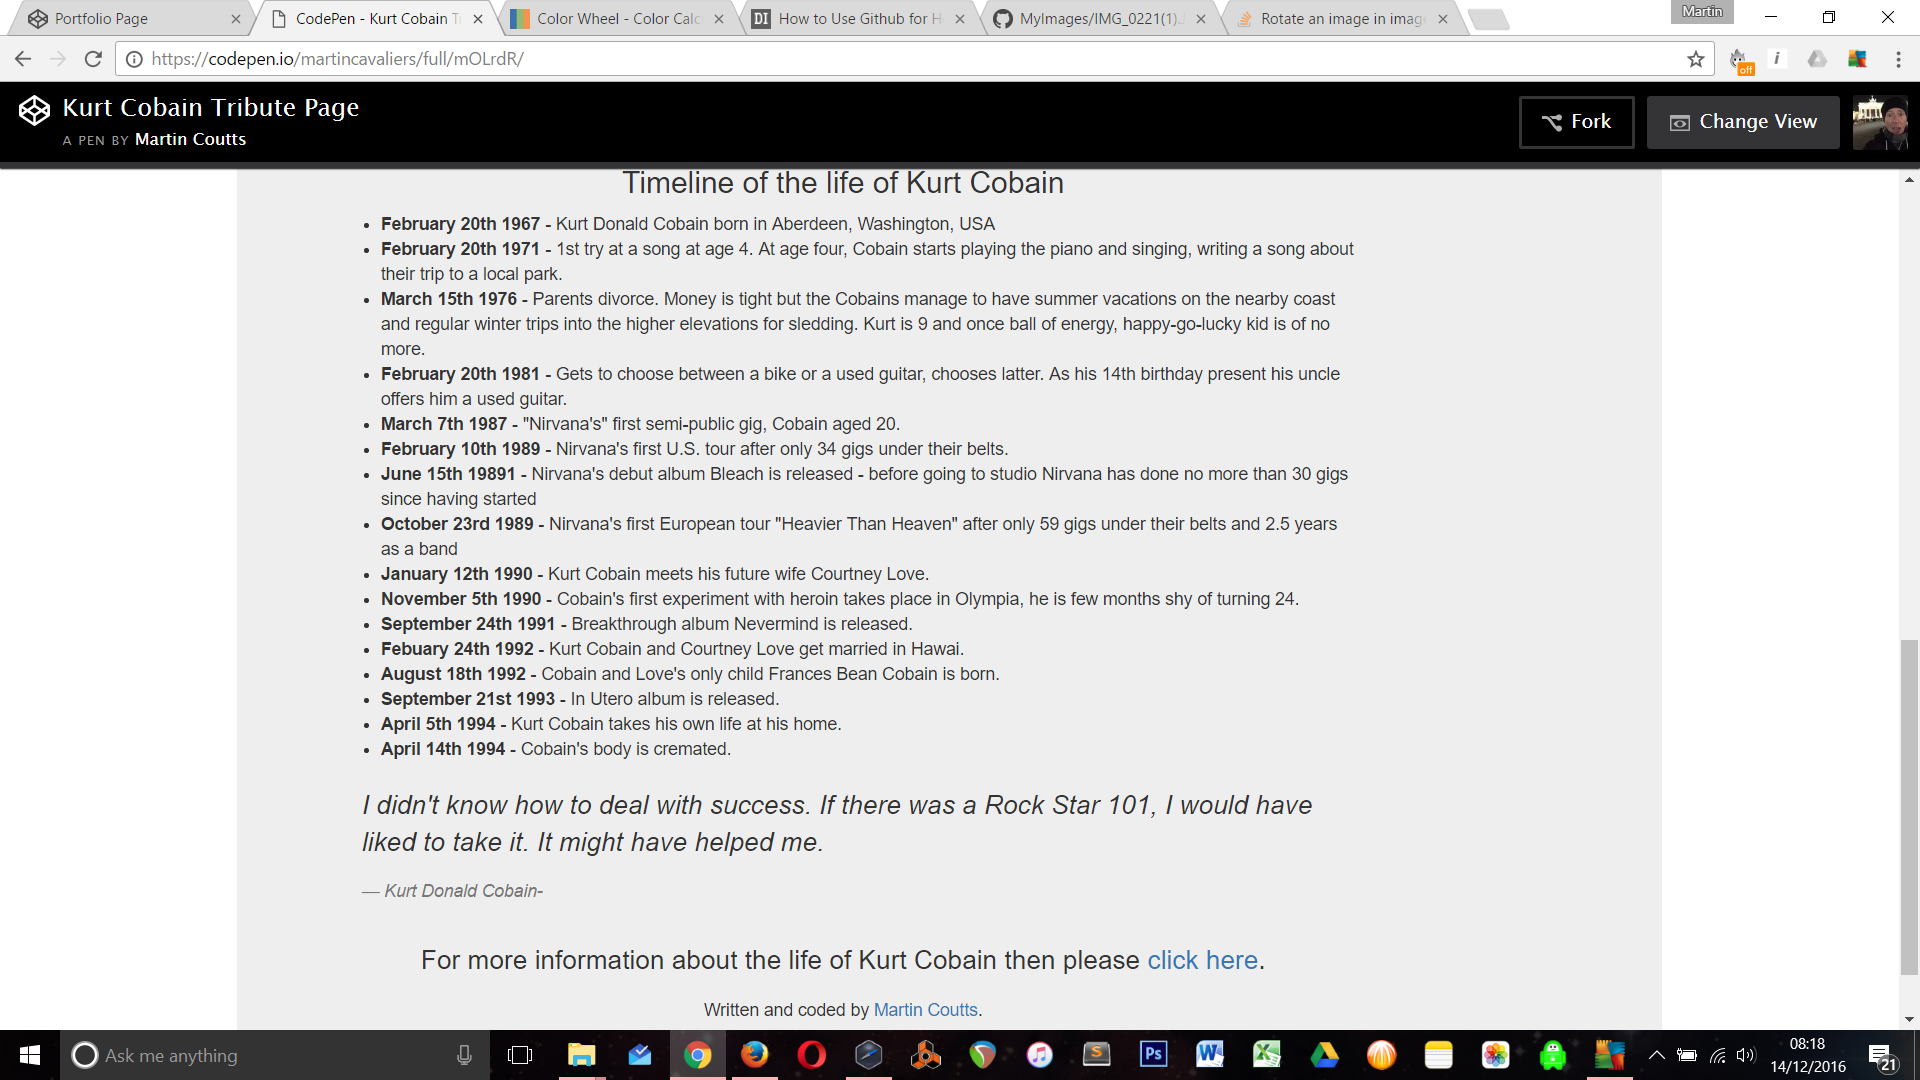 Portfolio Page
CodePen - Kurt Cobain T
Color Wheel - Color Calc
DI
How to Use Github for H
MyImages/IMG_0221(1).
Rotate an image in imag
Martin
https://codepen.io/martincavaliers/full/mOLrdR/
off
i
Kurt Cobain Tribute Page
A PEN BY Martin Coutts
Fork
Change View
Timeline of the life of Kurt Cobain
• February 20th 1967 - Kurt Donald Cobain born in Aberdeen, Washington, USA
• February 20th 1971 - 1st try at a song at age 4. At age four, Cobain starts playing the piano and singing, writing a song about
their trip to a local park.
• March 15th 1976 - Parents divorce. Money is tight but the Cobains manage to have summer vacations on the nearby coast
and regular winter trips into the higher elevations for sledding. Kurt is 9 and once ball of energy, happy-go-lucky kid is of no
more.
• February 20th 1981 - Gets to choose between a bike or a used guitar, chooses latter. As his 14th birthday present his uncle
offers him a used guitar.
• March 7th 1987 - "Nirvana's" first semi-public gig, Cobain aged 20.
• February 10th 1989 - Nirvana's first U.S. tour after only 34 gigs under their belts.
• June 15th 19891 - Nirvana's debut album Bleach is released - before going to studio Nirvana has done no more than 30 gigs
since having started
• October 23rd 1989 - Nirvana's first European tour "Heavier Than Heaven" after only 59 gigs under their belts and 2.5 years
as a band
• January 12th 1990 - Kurt Cobain meets his future wife Courtney Love.
• November 5th 1990 - Cobain's first experiment with heroin takes place in Olympia, he is few months shy of turning 24.
• September 24th 1991 - Breakthrough album Nevermind is released.
• Febuary 24th 1992 - Kurt Cobain and Courtney Love get married in Hawai.
• August 18th 1992 - Cobain and Love's only child Frances Bean Cobain is born.
• September 21st 1993 - In Utero album is released.
• April 5th 1994 - Kurt Cobain takes his own life at his home.
• April 14th 1994 - Cobain's body is cremated.
I didn't know how to deal with success. If there was a Rock Star 101, I would have
liked to take it. It might have helped me.
— Kurt Donald Cobain-
For more information about the life of Kurt Cobain then please click here.
Written and coded by Martin Coutts.
Ask me anything
S
Ps
W
X
08:18
14/12/2016
21